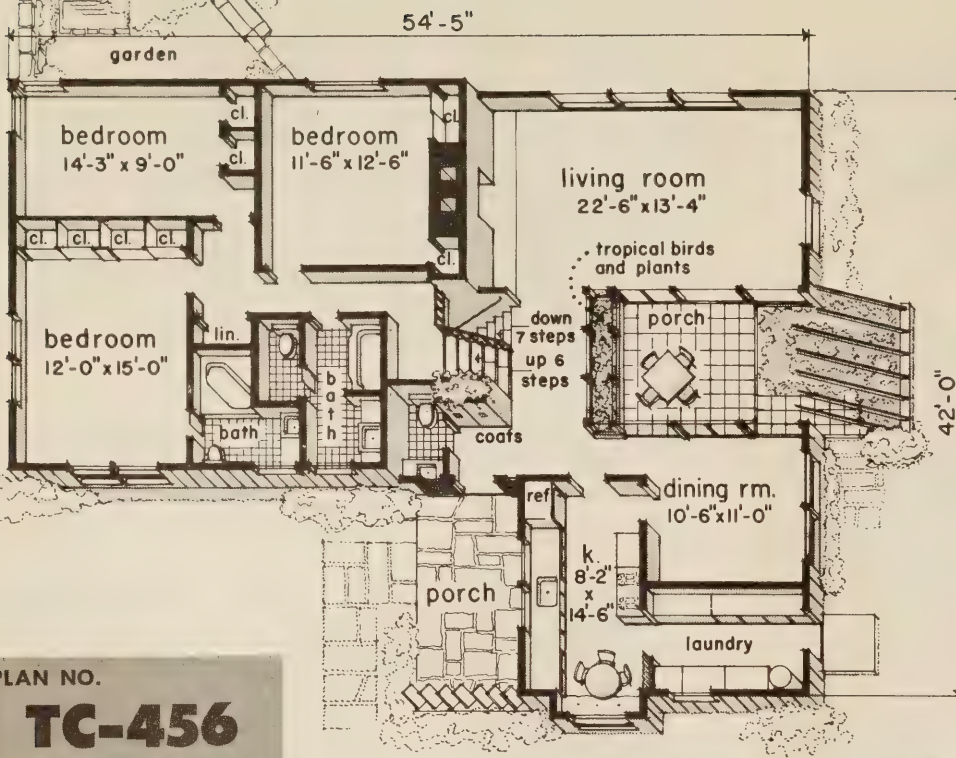 54'-5"
garden
bedroom
14'-3" x 9'-0"
cl.
cl.
bedroom
11'-6" x 12'-6"
cl.
cl.
living room
22'-6" x 13'-4"
tropical birds
and plants
cl.
cl.
cl.
cl.
bedroom
12'-0" x 15'-0"
lin.
bath
bath
down
7 steps
up 6
steps
coats
porch
42'-0"
dining rm.
10'-6" x 11'-0"
ref
k.
8'-2"
x
14'-6"
porch
laundry
PLAN NO.
TC-456